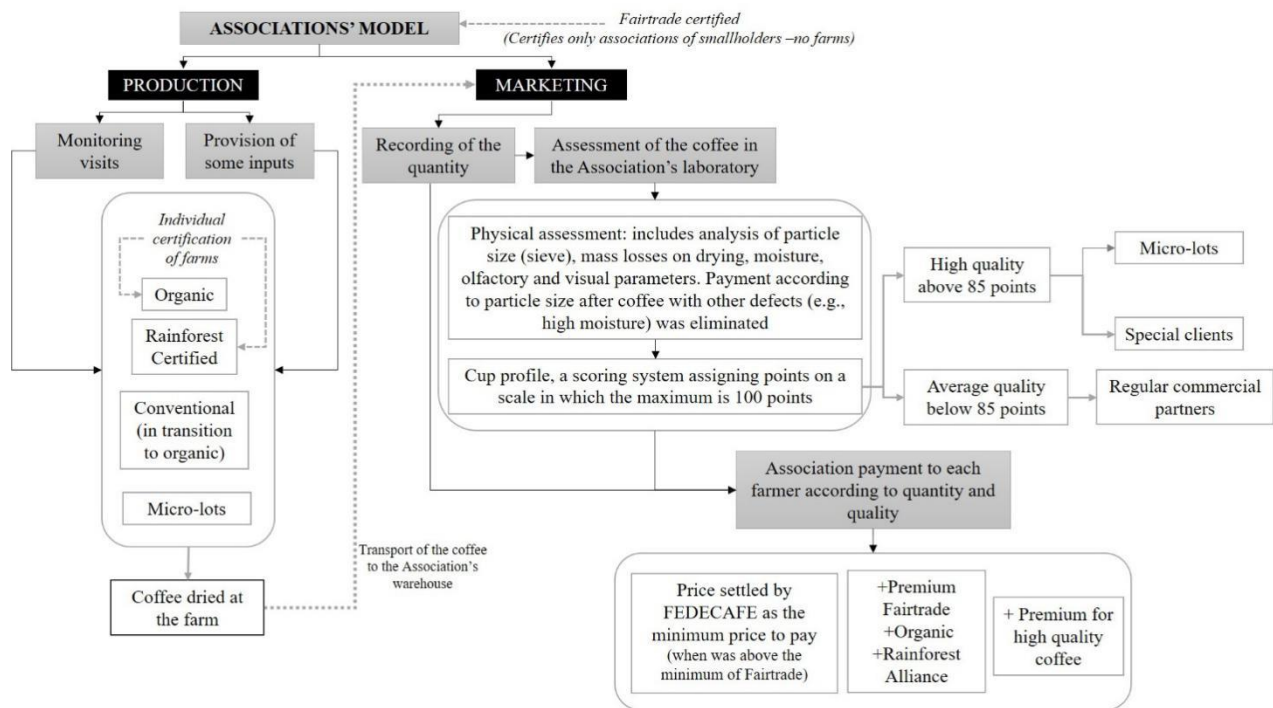 ASSOCIATIONS' MODEL
Fairtrade certified
(Certifies only associations of smallholders –no farms)
PRODUCTION
MARKETING
Monitoring
visits
Provision of
some inputs
Individual
certification
of farms
Organic
Rainforest
Certified
Conventional
(in transition
to organic)
Micro-lots
Coffee dried at
the farm
Transport of the coffee
to the Association's
warehouse
Recording of the
quantity
Assessment of the coffee in
the Association's laboratory
Physical assessment: includes analysis of particle
size (sieve), mass losses on drying, moisture,
olfactory and visual parameters. Payment according
to particle size after coffee with other defects (e.g.,
high moisture) was eliminated
Cup profile, a scoring system assigning points on a
scale in which the maximum is 100 points
High quality
above 85 points
Micro-lots
Special clients
Average quality
below 85 points
Regular commercial
partners
Association payment to each
farmer according to quantity and
quality
Price settled by
FEDECAFE as the
minimum price to pay
(when was above the
minimum of Fairtrade)
+Premium
Fairtrade
+Organic
+Rainforest
Alliance
+ Premium for
high quality
coffee